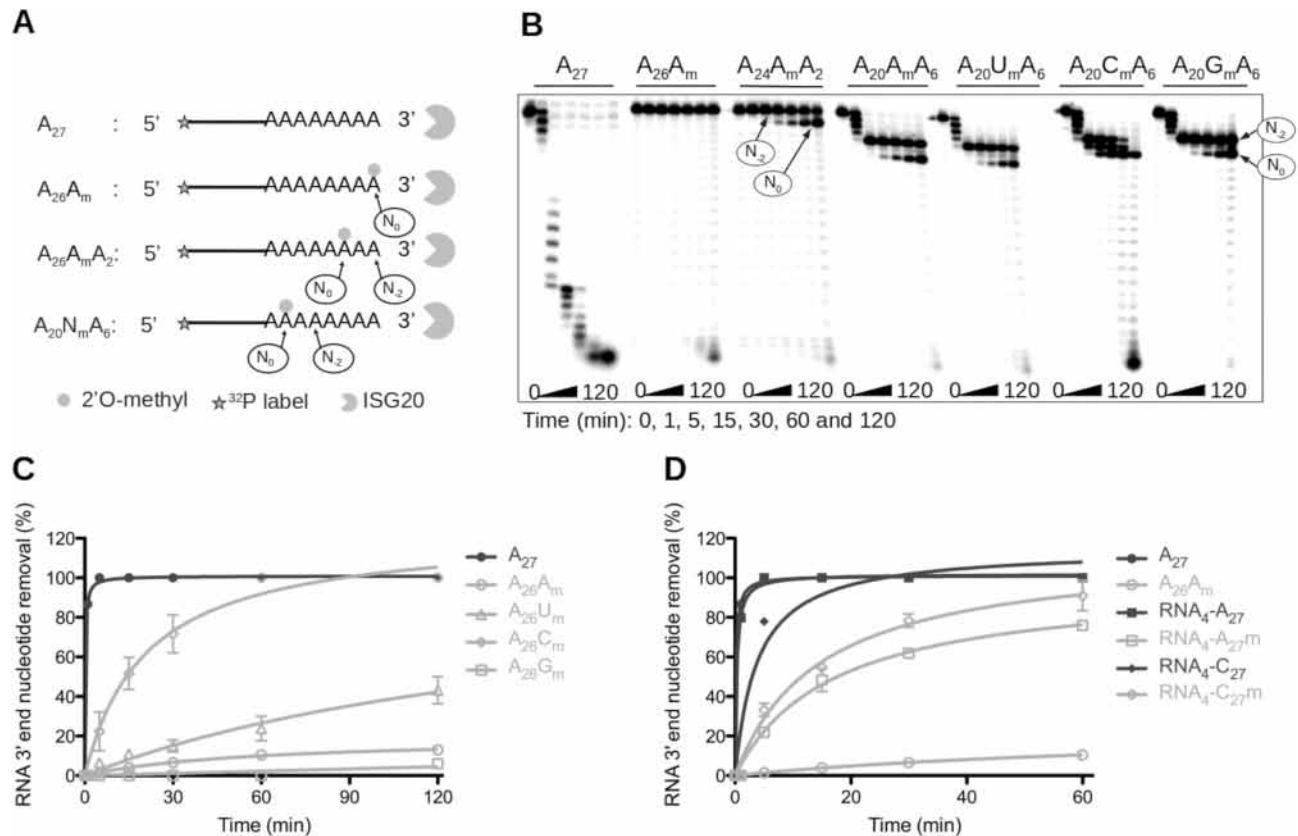 A
A27 : 5’ AAAAAAAA 3’
A26Am : 5’ AAAAAAAA 3’
N0
A26AmA2: 5’ AAAAAAAA 3’
N0 N-2
A20NmA6: 5’ AAAAAAAA 3’
N0 N-2
2’O-methyl 32P label ISG20
B
A27 A26Am A24AmA2 A20AmA6 A20UmA6 A20CmA6 A20GmA6
N-2
N0
N-2
N0
0 120 0 120 0 120 0 120 0 120 0 120 0 120
Time (min): 0, 1, 5, 15, 30, 60 and 120
C
RNA 3' end nucleotide removal (%)
120
100
80
60
40
20
0
0 30 60 90 120
Time (min)
A27
A26Am
A26Um
A26Cm
A26Gm
D
RNA 3' end nucleotide removal (%)
120
100
80
60
40
20
0
0 20 40 60
Time (min)
A27
A26Am
RNA4-A27
RNA4-A27m
RNA4-C27
RNA4-C27m